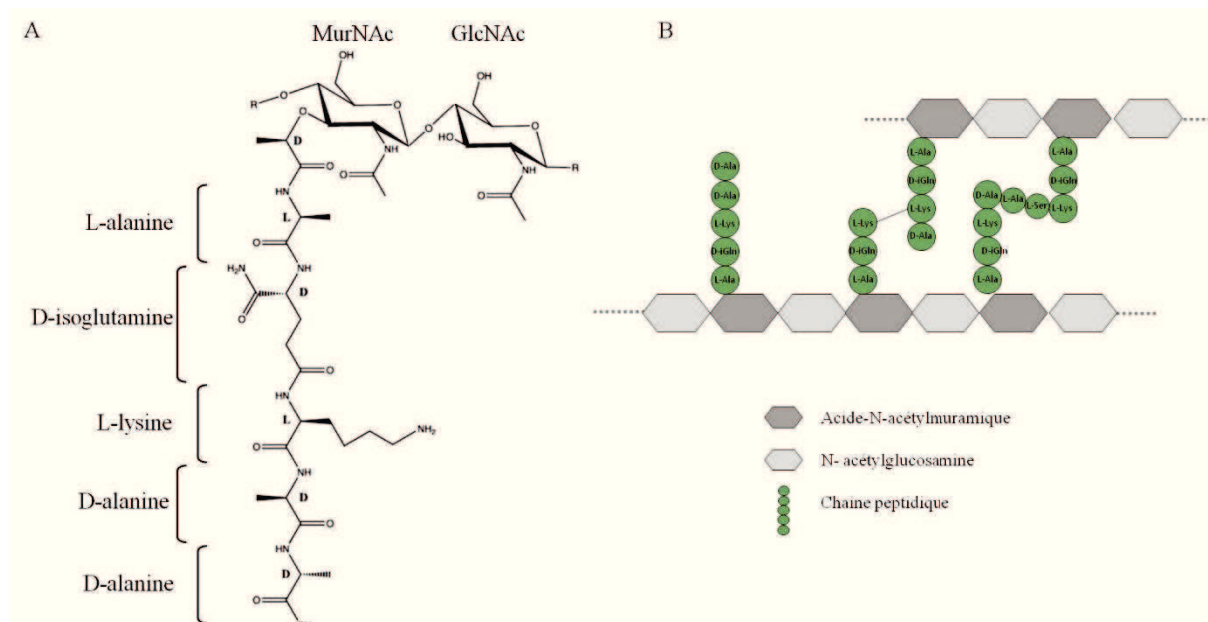 A
MurNAc
GlcNAc
OH
OH
R
O
O
O
O
O
O
HO
D
NH
NH
R
O
O
O
HN
L-alanine
L
O
NH
H₂N
D-isoglutamine
D
O
O
HN
L-lysine
L
NH₂
O
NH
D-alanine
D
O
HN
D-alanine
D
O
B
L-Ala
D-iGln
L-Lys
D-Ala
L-Ala
D-iGln
L-Lys
L-Ser
L-Ala
D-Ala
L-Lys
D-iGln
L-Ala
L-Lys
D-iGln
L-Ala
D-Ala
D-Ala
L-Lys
D-iGln
L-Ala
Acide-N-acétylmuramique
N- acétylglucosamine
Chaine peptidique